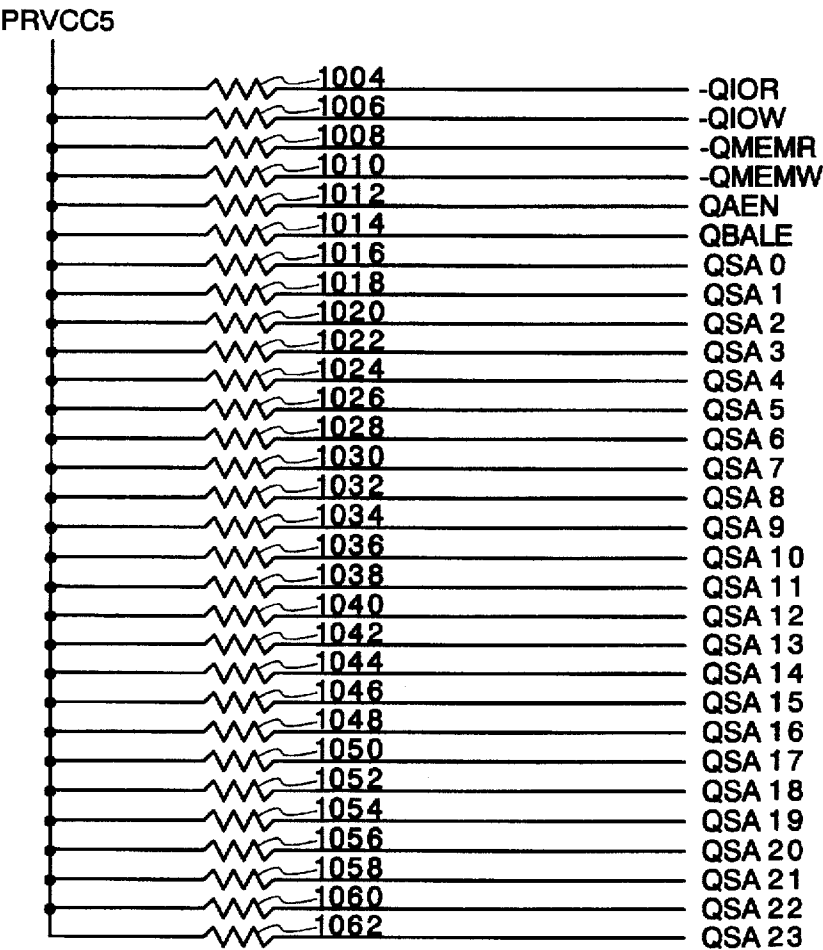 PRVCC5
1004 -QIOR
1006 -QIOW
1008 -QMEMR
1010 -QMEMW
1012 QAEN
1014 QBALE
1016 QSA 0
1018 QSA 1
1020 QSA 2
1022 QSA 3
1024 QSA 4
1026 QSA 5
1028 QSA 6
1030 QSA 7
1032 QSA 8
1034 QSA 9
1036 QSA 10
1038 QSA 11
1040 QSA 12
1042 QSA 13
1044 QSA 14
1046 QSA 15
1048 QSA 16
1050 QSA 17
1052 QSA 18
1054 QSA 19
1056 QSA 20
1058 QSA 21
1060 QSA 22
1062 QSA 23